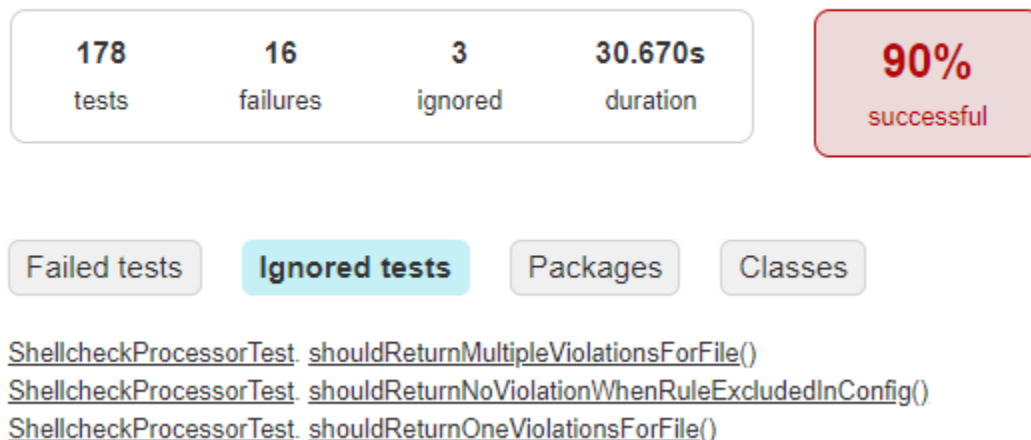 178 16 3 30.670s
tests failures ignored duration
90%
successful
Failed tests Ignored tests Packages Classes
ShellcheckProcessorTest. shouldReturnMultipleViolationsForFile()
ShellcheckProcessorTest. shouldReturnNoViolationWhenRuleExcludedInConfig()
ShellcheckProcessorTest. shouldReturnOneViolationsForFile()